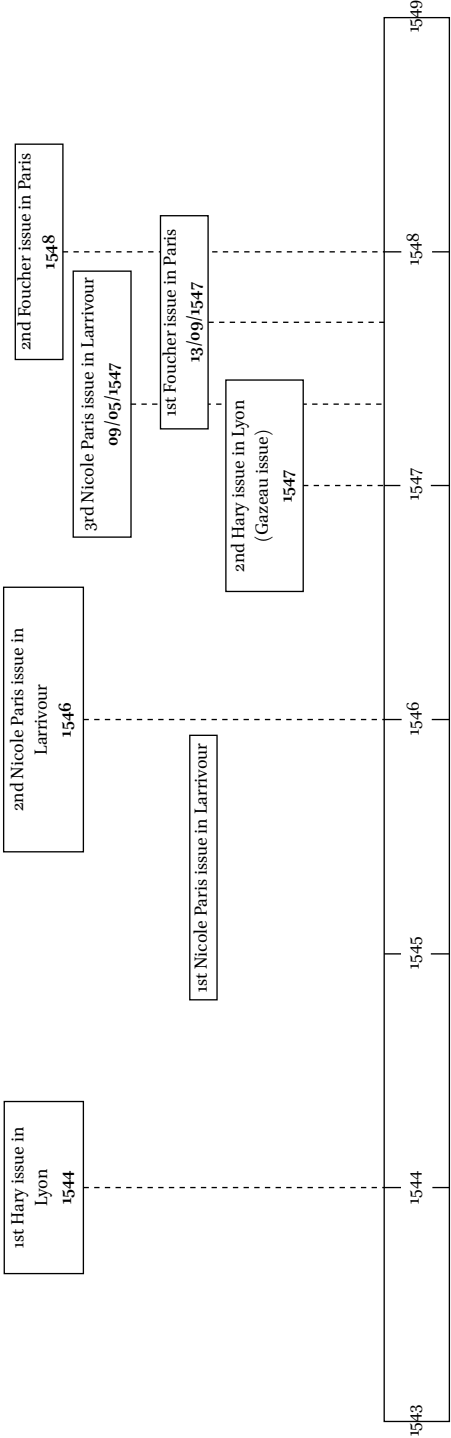 1st Hary issue in
Lyon
1544
1st Nicole Paris issue in Larrivour
2nd Nicole Paris issue in
Larrivour
1546
2nd Hary issue in Lyon
(Gazeau issue)
1547
3rd Nicole Paris issue in Larrivour
09/05/1547
1st Foucher issue in Paris
13/09/1547
2nd Foucher issue in Paris
1548
1543
1544
1545
1546
1547
1548
1549